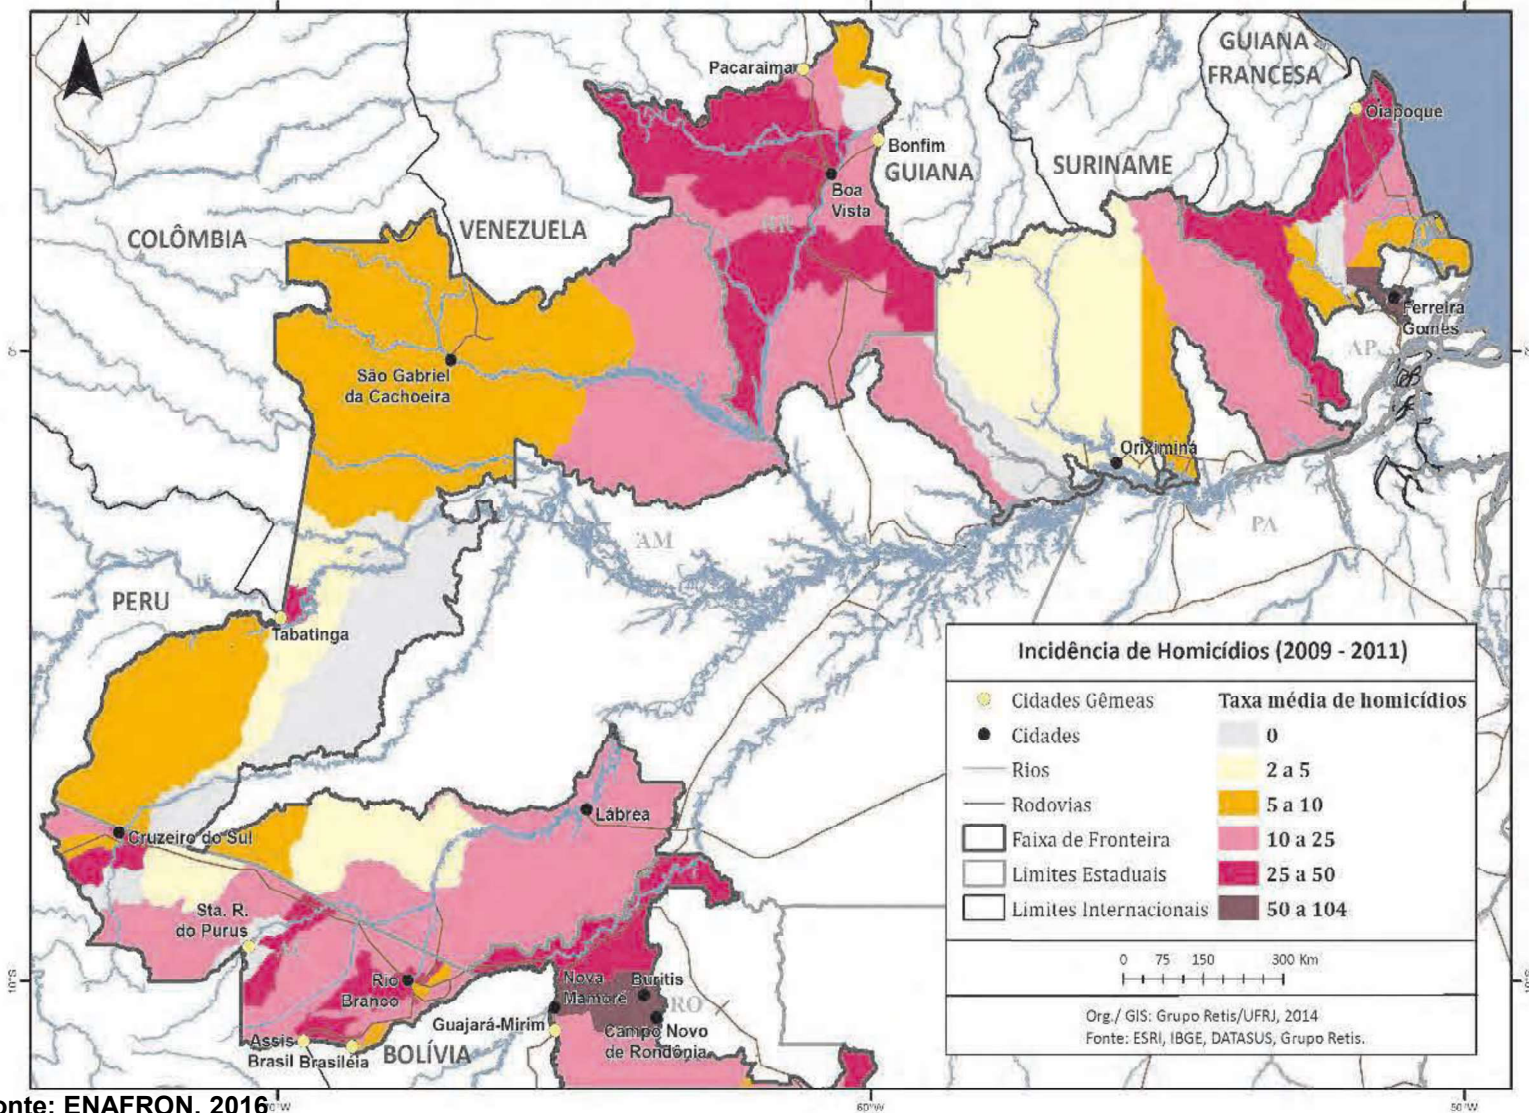 N
GUIANA
FRANCESA
Pacaraima
Oiapoque
Bonfim
GUIANA
SURINAME
Boa
Vista
RR
VENEZUELA
COLÔMBIA
Ferreira
Gomes
AP
0°
São Gabriel
da Cachoeira
Oriximiná
PA
AM
PERU
Tabatinga
Incidência de Homicídios (2009 - 2011)
Cidades Gêmeas
Taxa média de homicídios
Cidades
0
Rios
2 a 5
Rodovias
5 a 10
Faixa de Fronteira
10 a 25
Limites Estaduais
25 a 50
Limites Internacionais
50 a 104
0 75 150 300 Km
Org./ GIS: Grupo Retis/UFRJ, 2014
Fonte: ESRI, IBGE, DATASUS, Grupo Retis.
Lábrea
Cruzeiro do Sul
Sta. R.
do Purus
Rio
Branco
Nova
Mamoré
Buritis
RO
Campo Novo
de Rondônia
Guajará-Mirim
Assis
Brasil
Brasiléia
BOLÍVIA
10°S
60°W
50°W
onte: ENAFRON, 2016